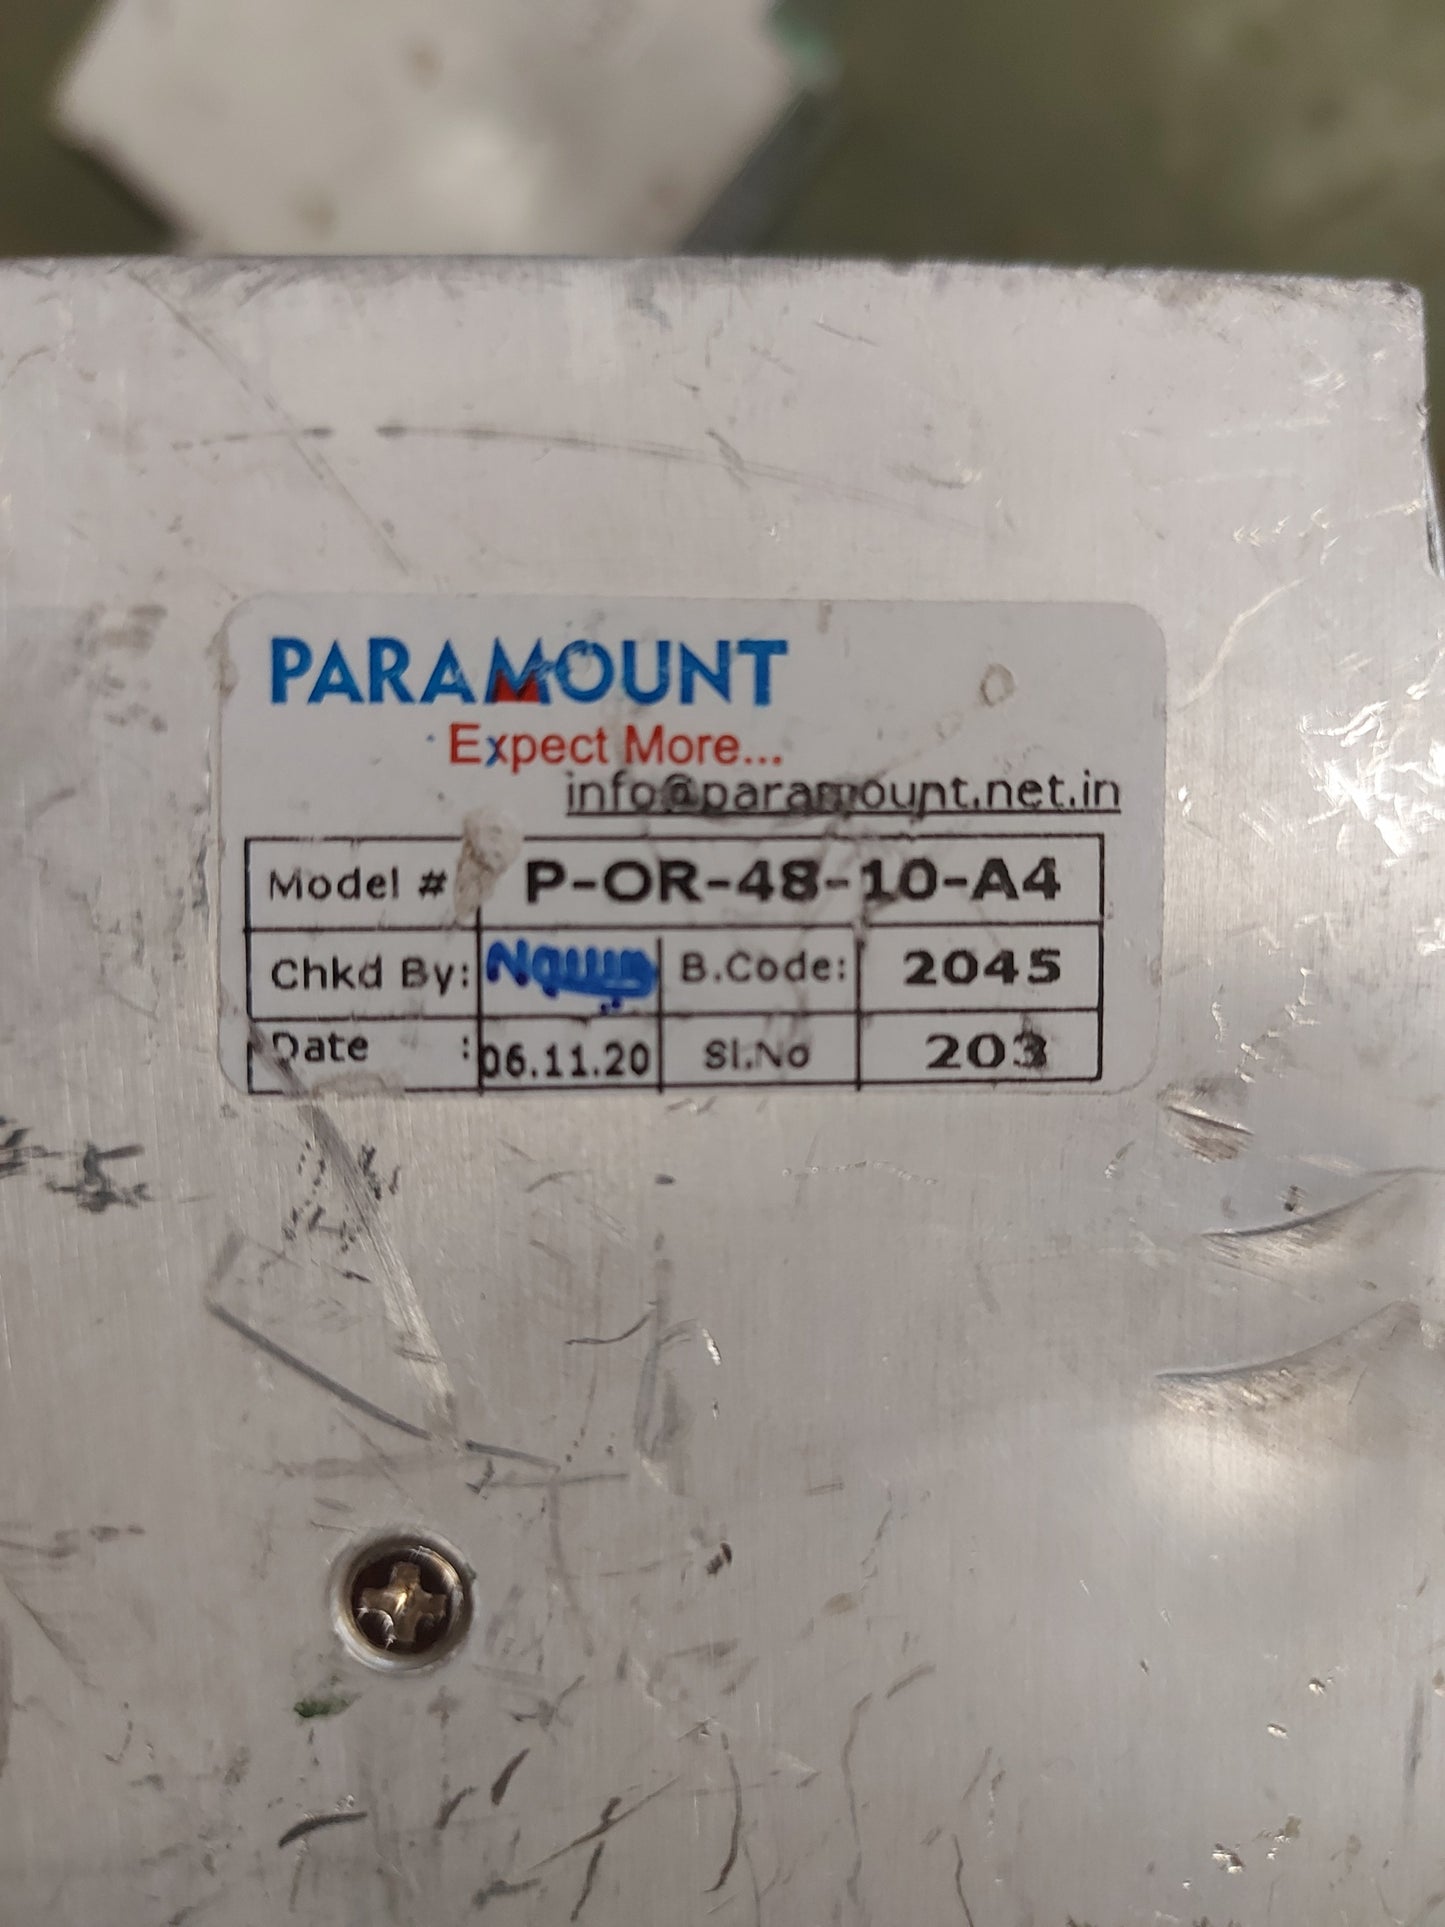 PARAMOUNT
Expect More...
info@paramount.net.in
Model # P-OR-48-10-A4
Chkd By: B.Code: 2045
Date : 06.11.20 Sl.No 203